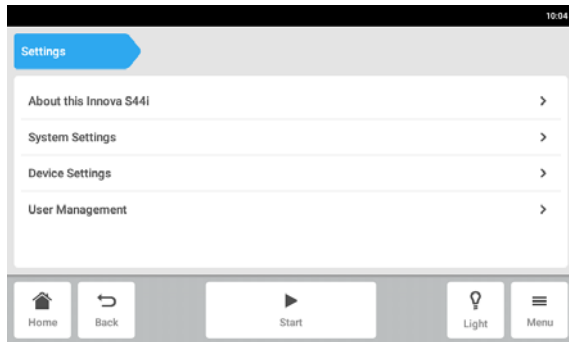 10:04
Settings
About this Innova S44i
System Settings
Device Settings
User Management
Home
Back
Start
Light
Menu